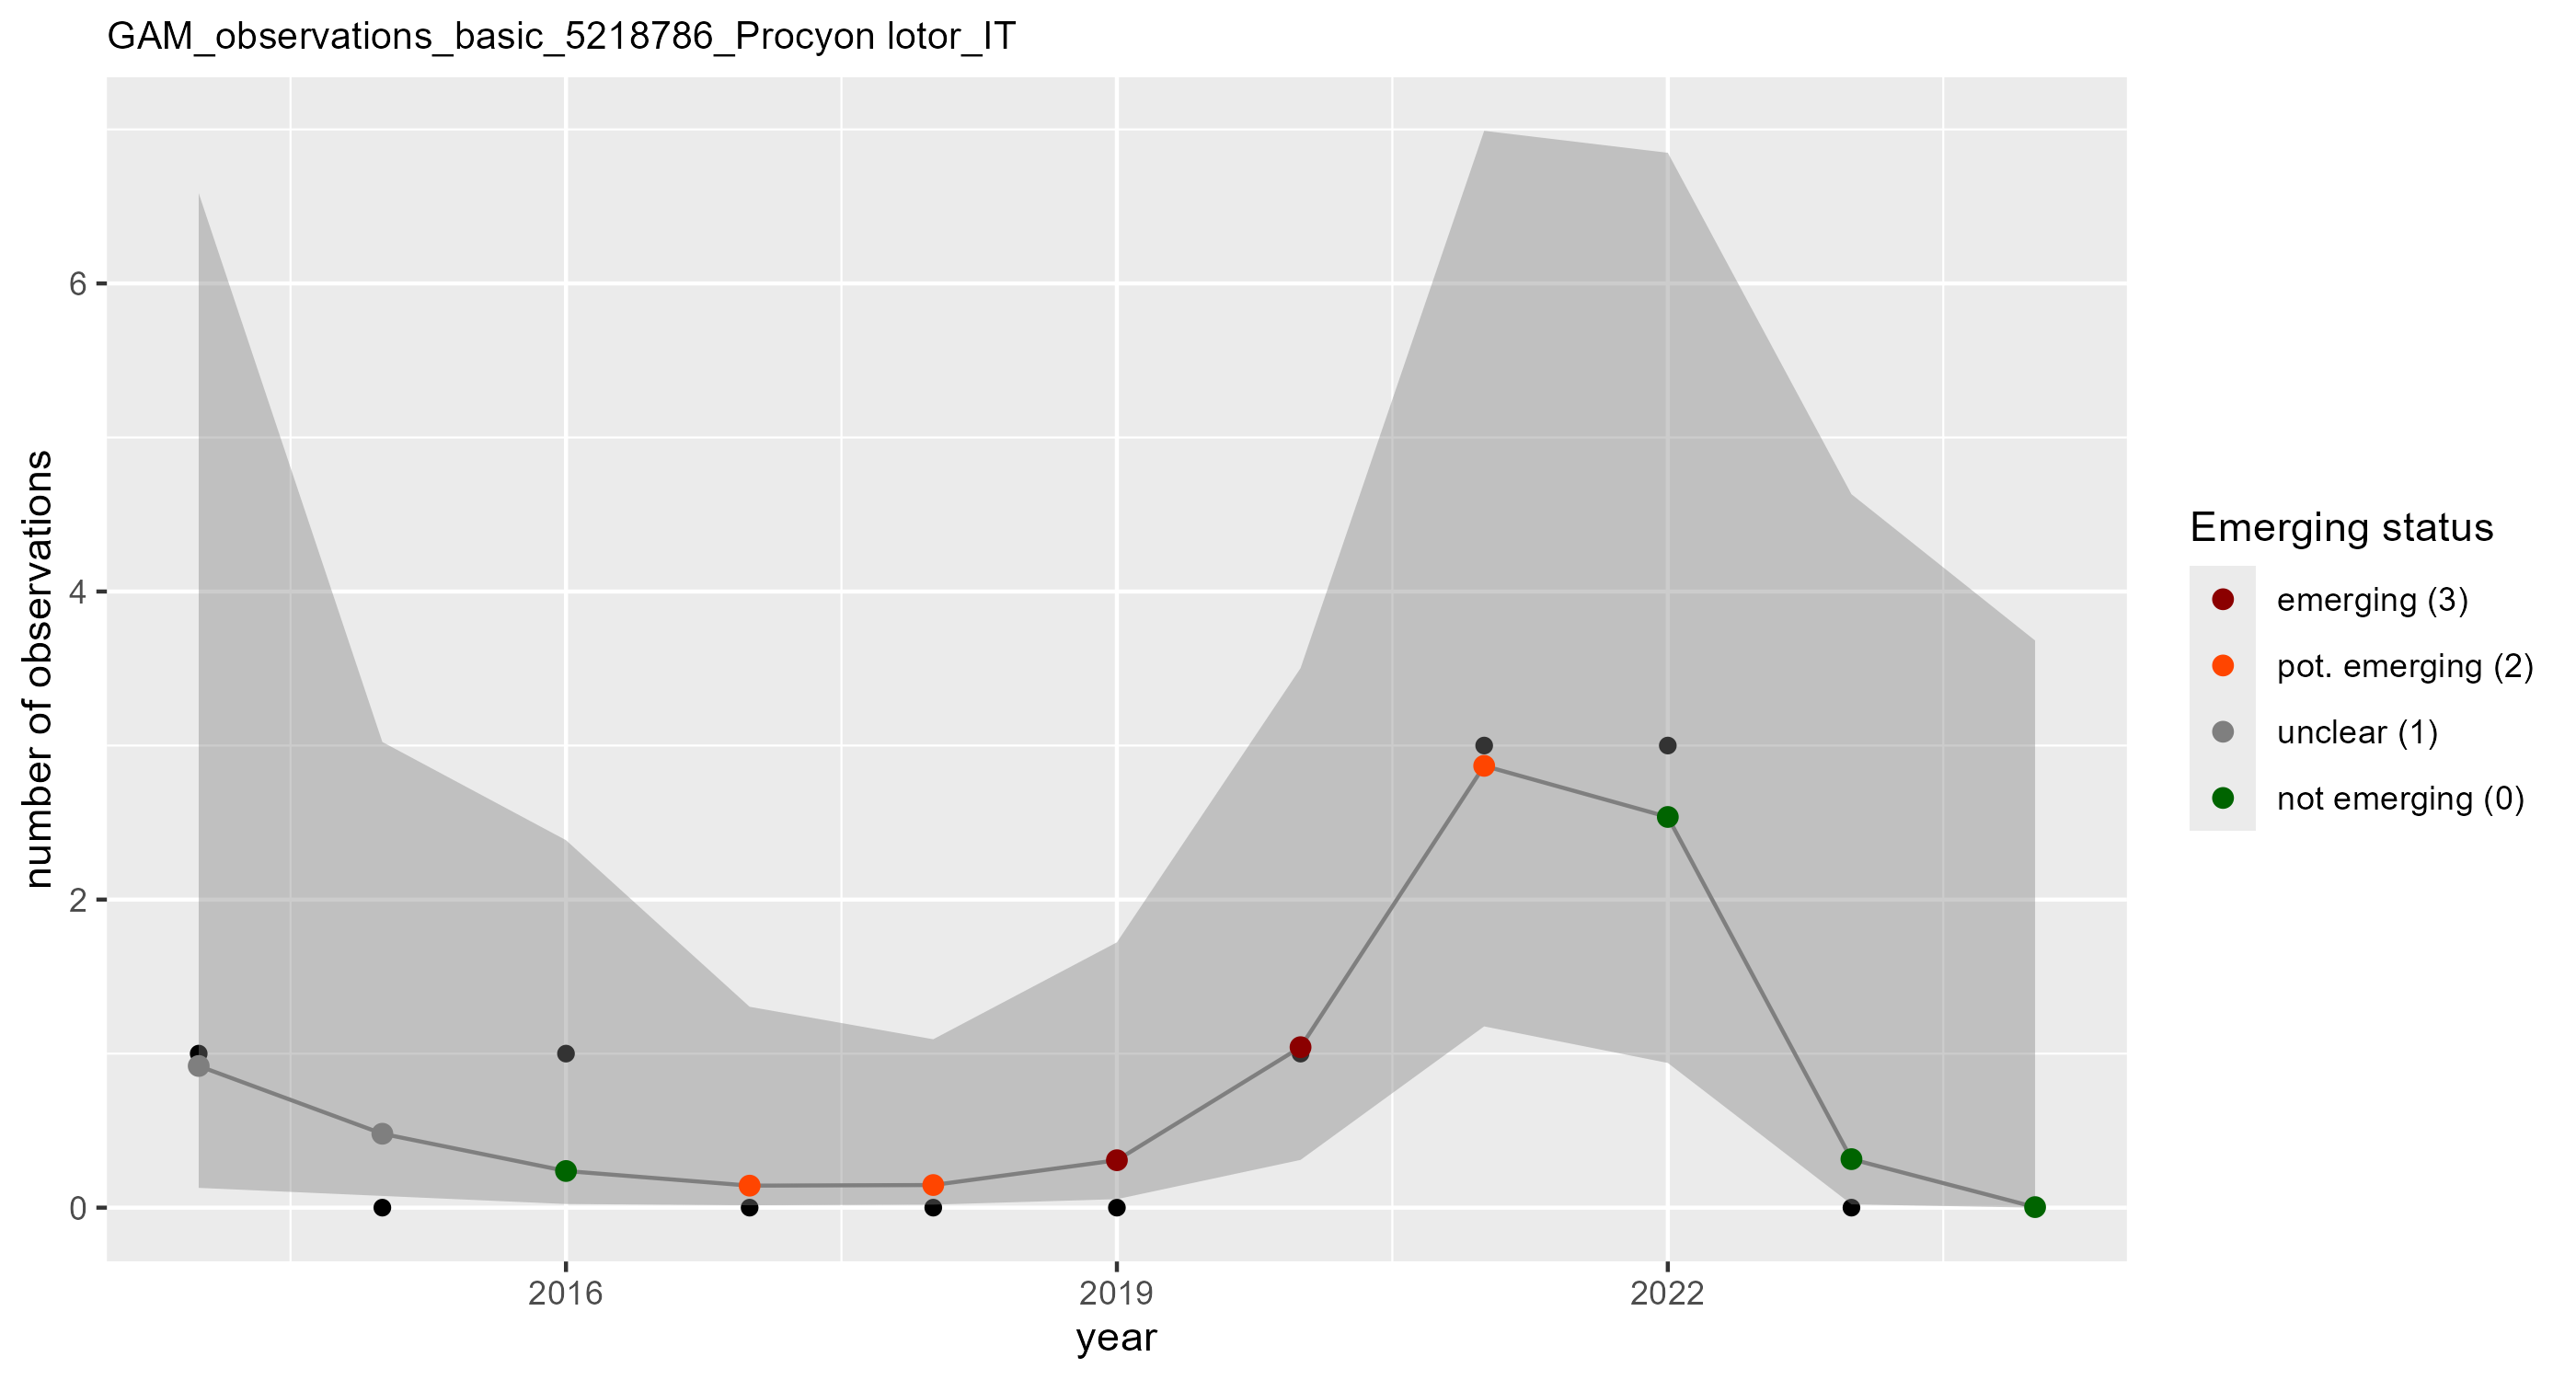 GAM_observations_basic_5218786_Procyon lotor_IT
number of observations
6
4
2
0
2016
2019
2022
year
Emerging status
emerging (3)
pot. emerging (2)
unclear (1)
not emerging (0)